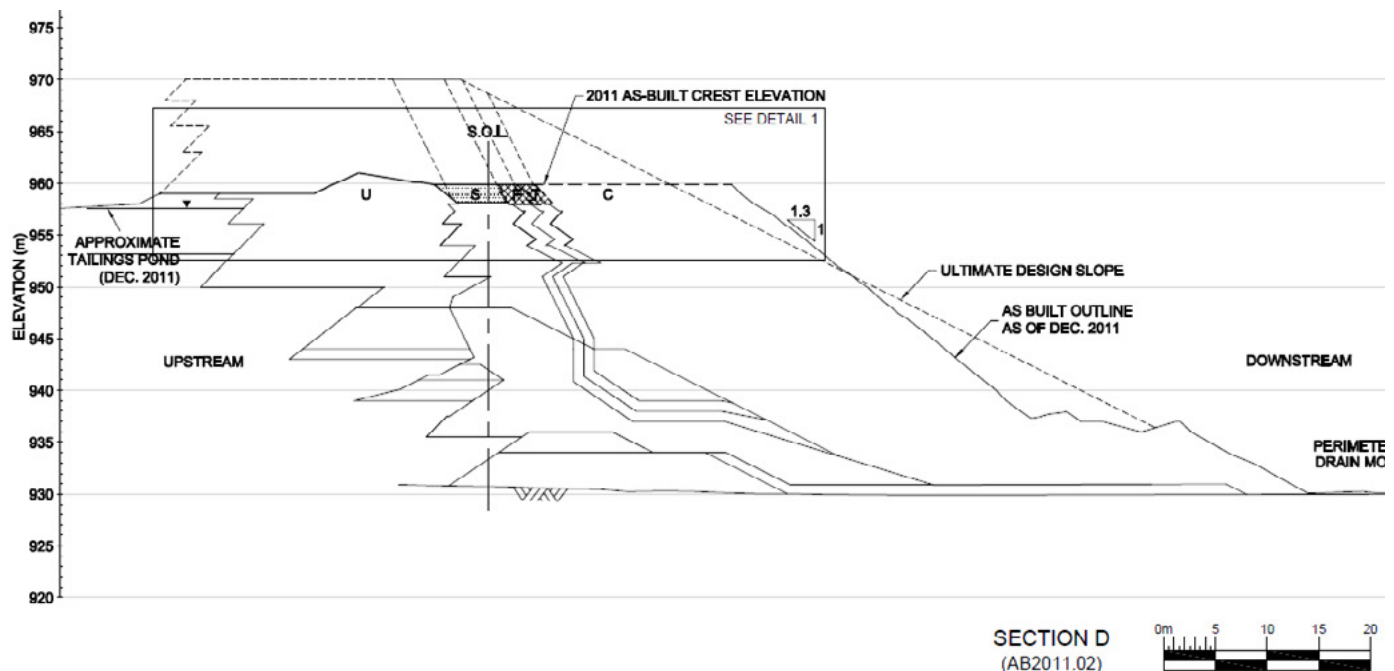 975
970
2011 AS-BUILT CREST ELEVATION
SEE DETAIL 1
965
S.O.L.
960
U
S
F
T
C
1.3
1
955
APPROXIMATE
TAILINGS POND
(DEC. 2011)
ELEVATION (m)
ULTIMATE DESIGN SLOPE
950
AS BUILT OUTLINE
AS OF DEC. 2011
945
UPSTREAM
DOWNSTREAM
940
935
PERIMETE
DRAIN MO
930
925
920
SECTION D
(AB2011.02)
0m 5 10 15 20